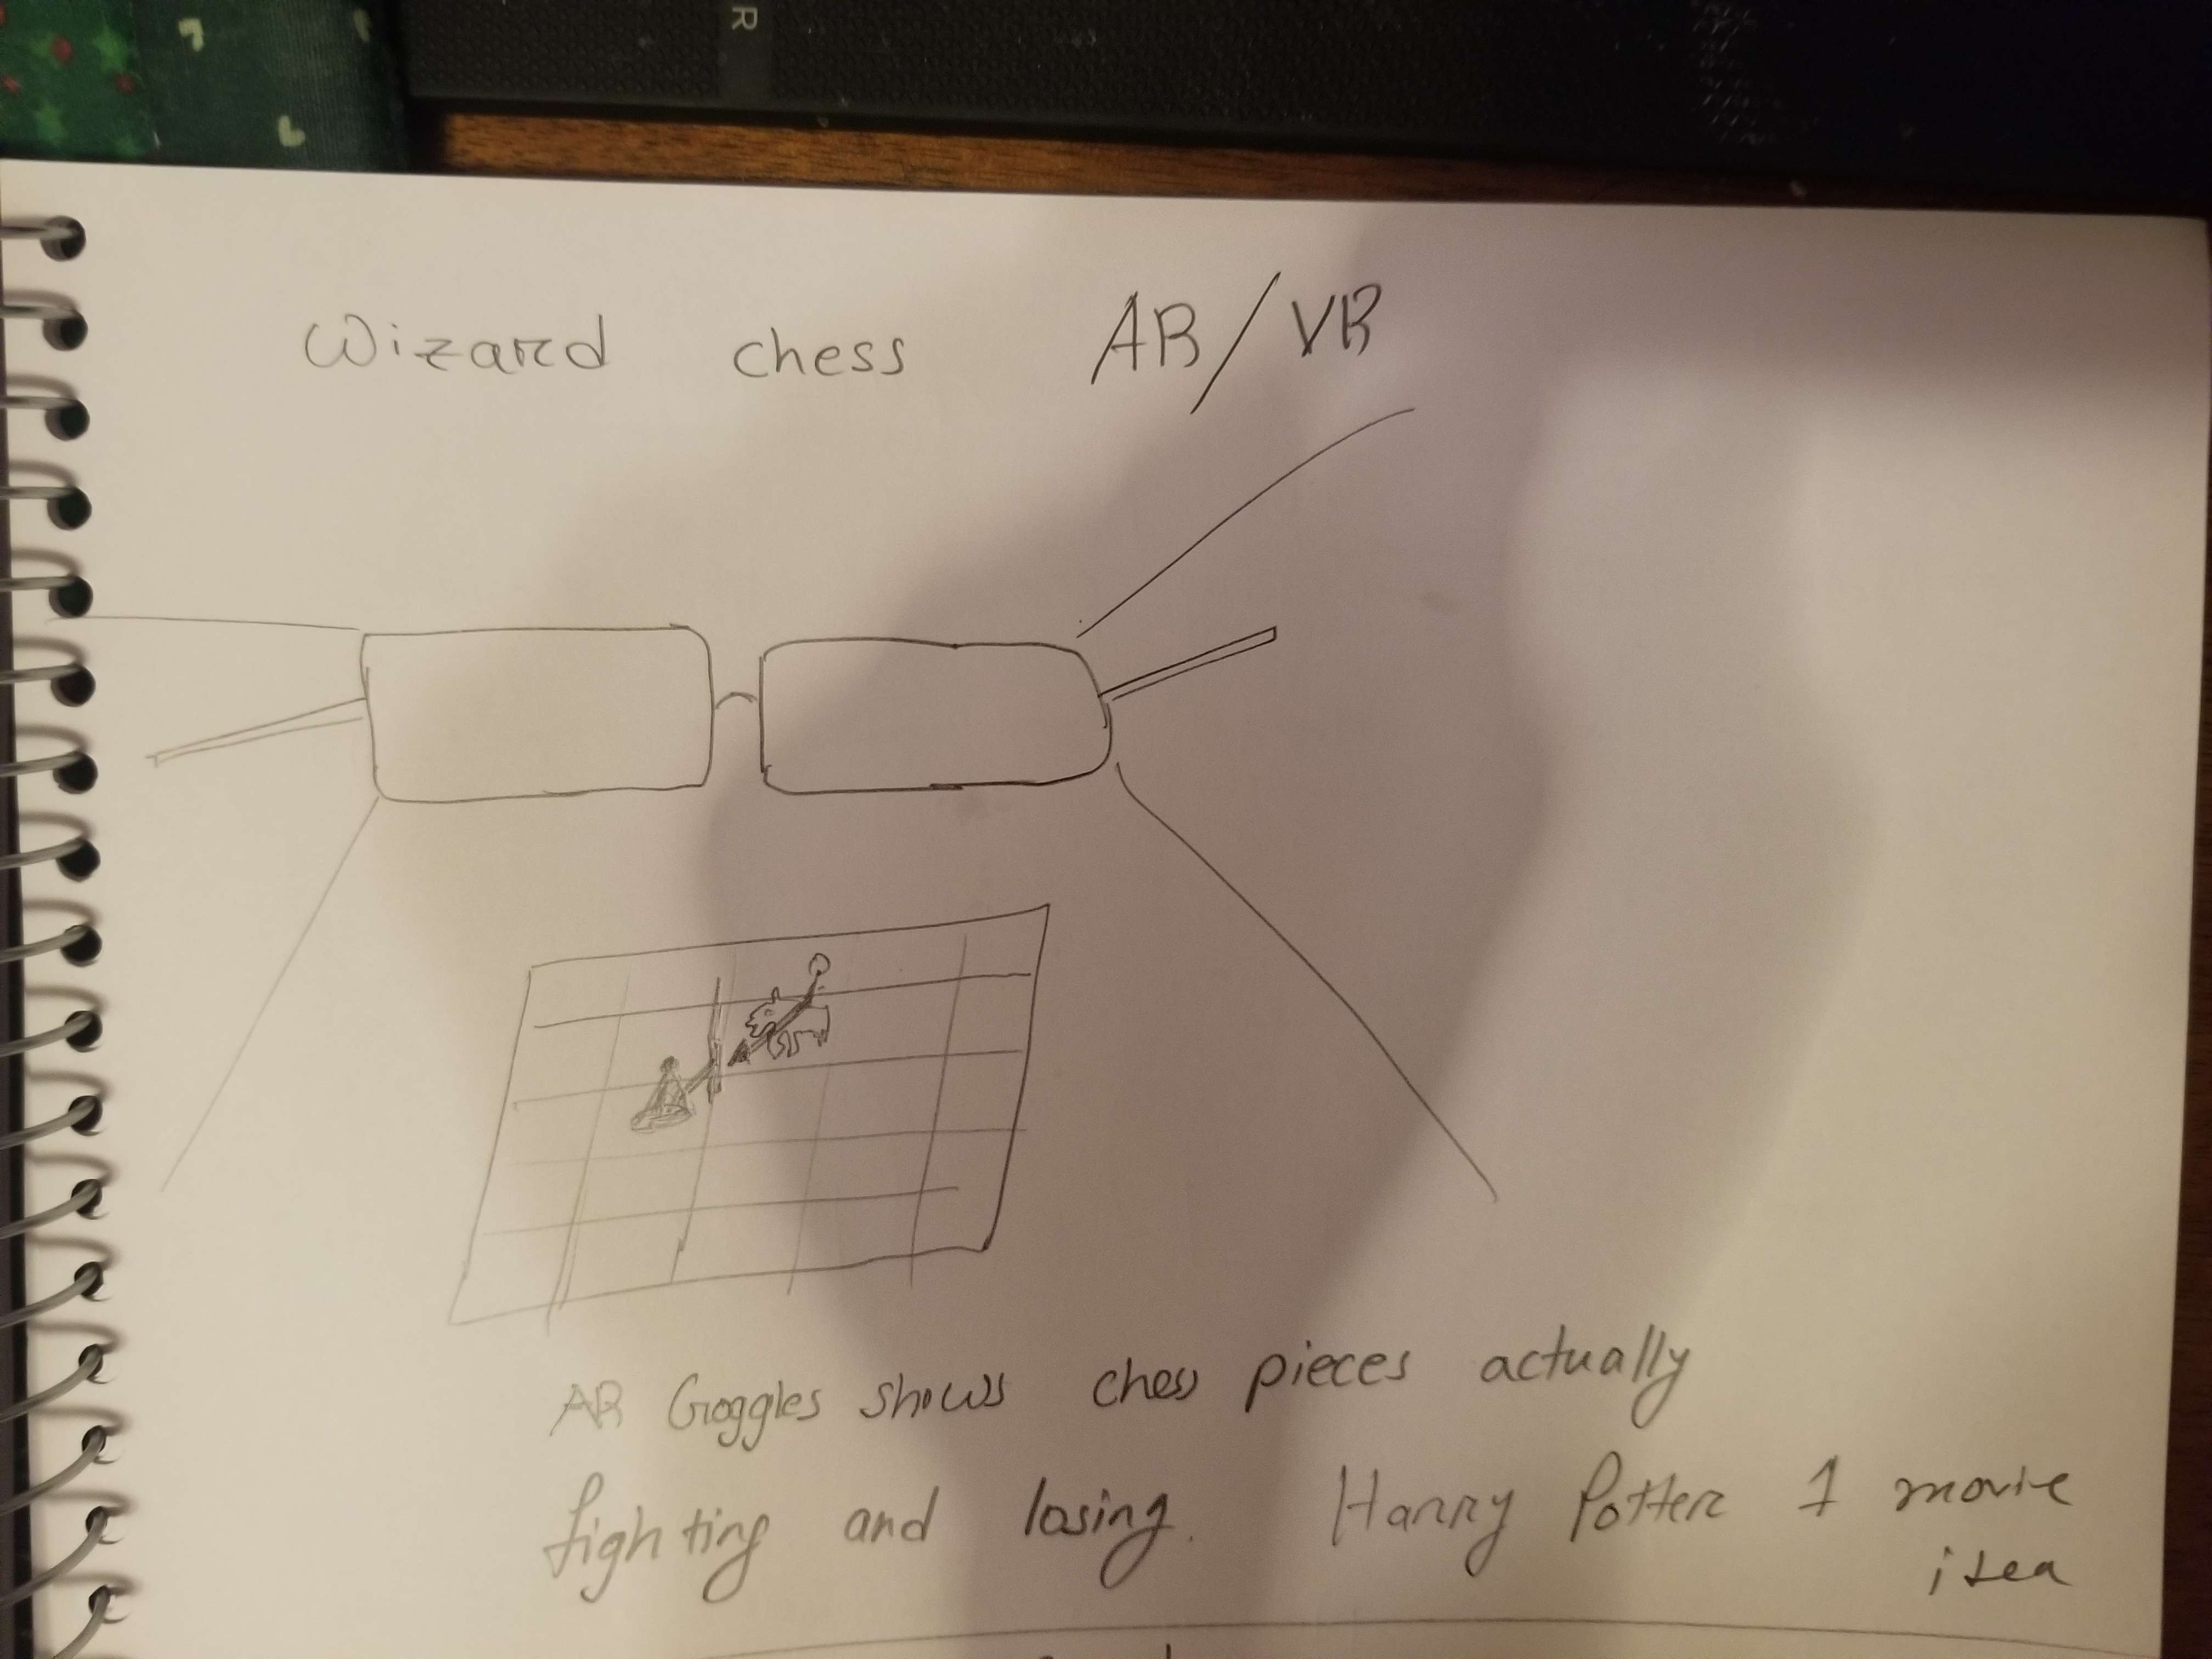 R
Wizard chess AR/VR
AR Goggles shows chess pieces actually
fighting and losing. Harry Potter 1 movie
idea